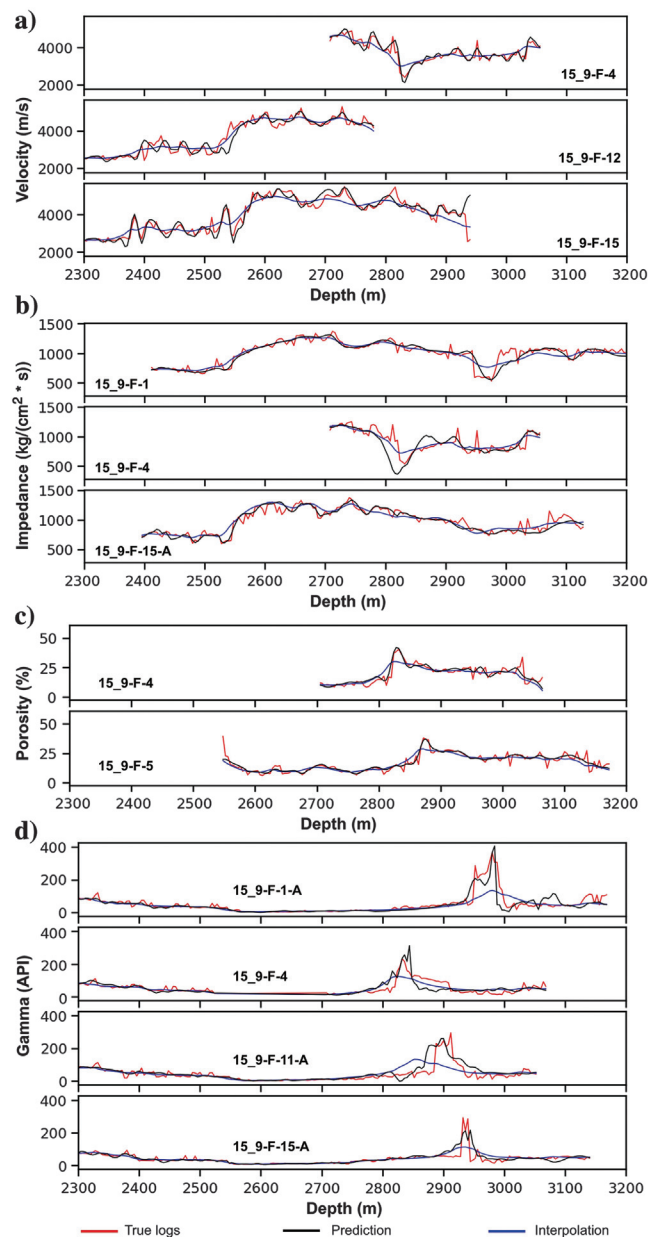 a)
4000
2000
15_9-F-4
Velocity (m/s)
4000
2000
15_9-F-12
4000
2000
15_9-F-15
2300 2400 2500 2600 2700 2800 2900 3000 3100 3200
Depth (m)
b)
Impedance (kg/(cm² * s))
1500
1000
500
15_9-F-1
1500
1000
500
15_9-F-4
1500
1000
500
15_9-F-15-A
2300 2400 2500 2600 2700 2800 2900 3000 3100 3200
Depth (m)
c)
Porosity (%)
50
25
0
15_9-F-4
50
25
0
15_9-F-5
2300 2400 2500 2600 2700 2800 2900 3000 3100 3200
Depth (m)
d)
Gamma (API)
400
200
0
15_9-F-1-A
400
200
0
15_9-F-4
400
200
0
15_9-F-11-A
400
200
0
15_9-F-15-A
2300 2400 2500 2600 2700 2800 2900 3000 3100 3200
Depth (m)
True logs Prediction Interpolation